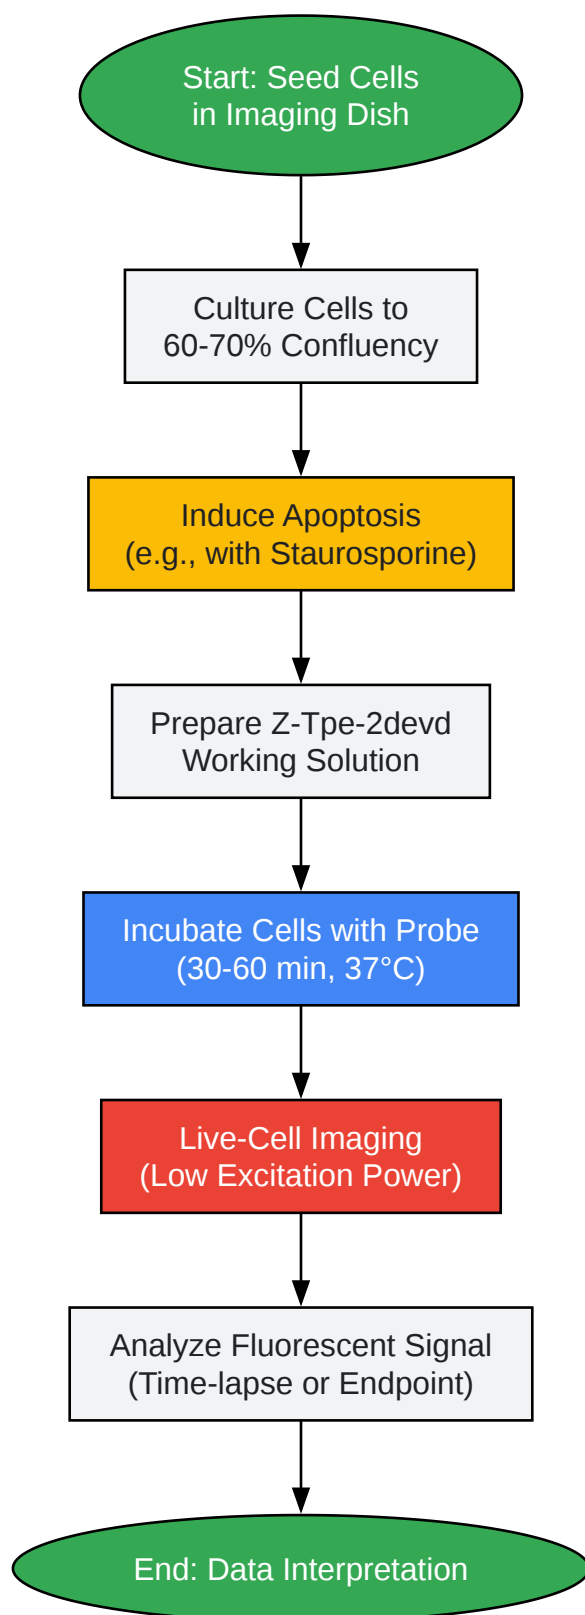 Start: Seed Cells
in Imaging Dish
Culture Cells to
60-70% Confluency
Induce Apoptosis
(e.g., with Staurosporine)
Prepare Z-Tpe-2devd
Working Solution
Incubate Cells with Probe
(30-60 min, 37°C)
Live-Cell Imaging
(Low Excitation Power)
Analyze Fluorescent Signal
(Time-lapse or Endpoint)
End: Data Interpretation